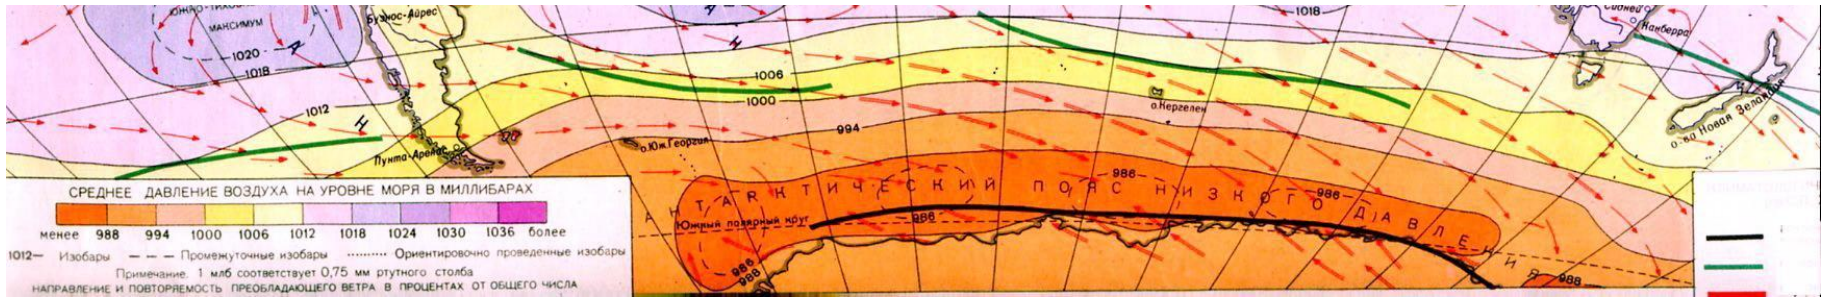 ЮЖНО-ТИХО
МАКСИМУМ
1020
1018
1012
Буэнос-Айрес
А
Н
Н
А
Н
1006
1000
994
1018
Сидней
Канберра
о-ва Новая Зеландия
о.Кергелен
о.Юж.Георгия
Пунта-Аренас
АНТАРКТИЧЕСКИЙ ПОЯС НИЗКОГО ДАВЛЕНИЯ
986
986
986
986
988
988
Южный полярный круг
СРЕДНЕЕ ДАВЛЕНИЕ ВОЗДУХА НА УРОВНЕ МОРЯ В МИЛЛИБАРАХ
менее 988 994 1000 1006 1012 1018 1024 1030 1036 более
1012— Изобары — — — Промежуточные изобары ......... Ориентировочно проведенные изобары
Примечание. 1 млб соответствует 0,75 мм ртутного столба
НАПРАВЛЕНИЕ И ПОВТОРЯЕМОСТЬ ПРЕОБЛАДАЮЩЕГО ВЕТРА В ПРОЦЕНТАХ ОТ ОБЩЕГО ЧИСЛА